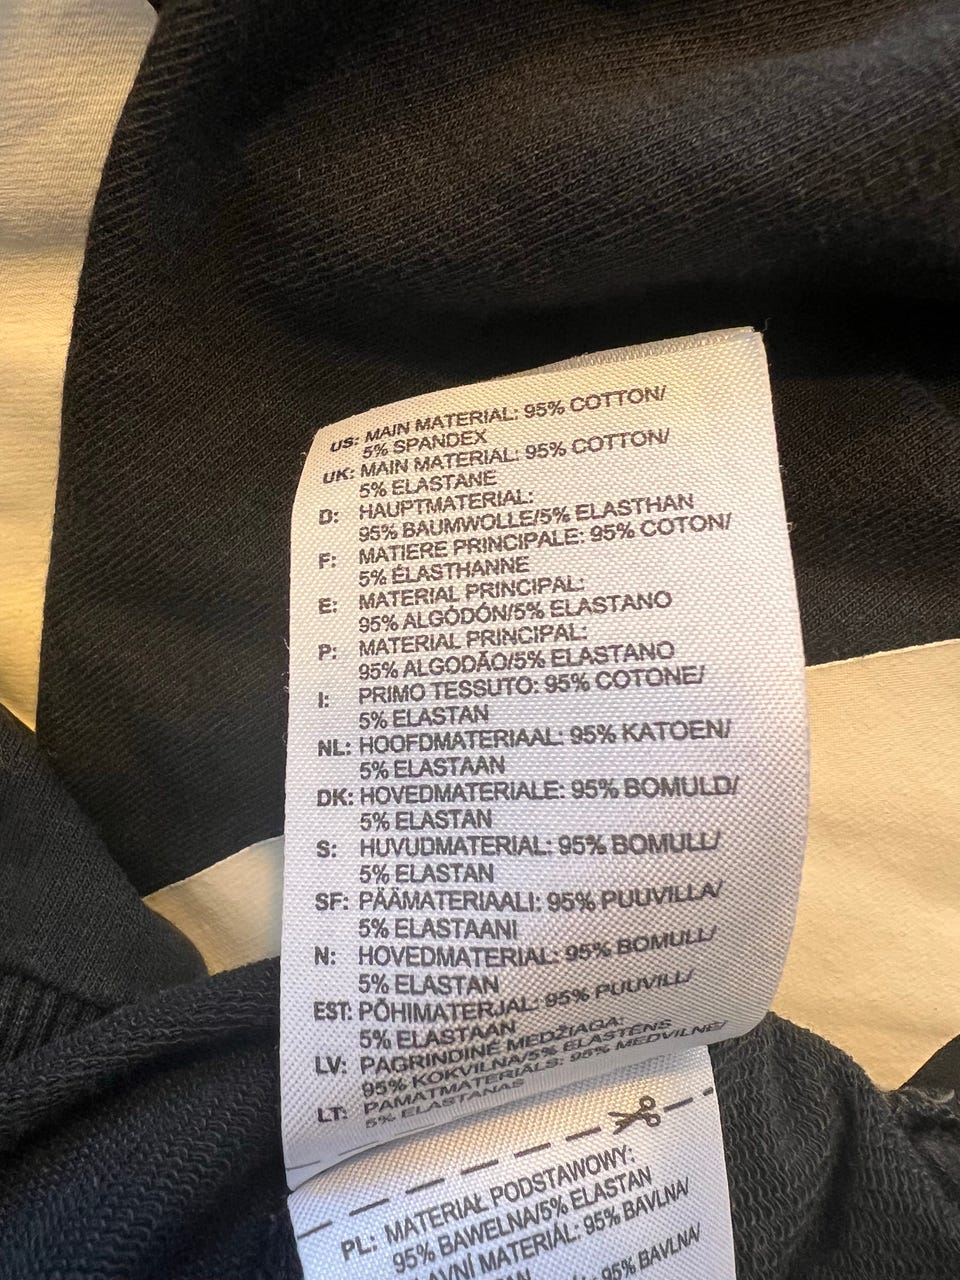 US: MAIN MATERIAL: 95% COTTON/
5% SPANDEX
UK: MAIN MATERIAL: 95% COTTON/
5% ELASTANE
D: HAUPTMATERIAL:
95% BAUMWOLLE/5% ELASTHAN
F: MATIERE PRINCIPALE: 95% COTON/
5% ÉLASTHANNE
E: MATERIAL PRINCIPAL:
95% ALGÓDÓN/5% ELASTANO
P: MATERIAL PRINCIPAL:
95% ALGODÃO/5% ELASTANO
I: PRIMO TESSUTO: 95% COTONE/
5% ELASTAN
NL: HOOFDMATERIAAL: 95% KATOEN/
5% ELASTAAN
DK: HOVEDMATERIALE: 95% BOMULD/
5% ELASTAN
S: HUVUDMATERIAL: 95% BOMULL/
5% ELASTAN
SF: PÄÄMATERIAALI: 95% PUUVILLA/
5% ELASTAANI
N: HOVEDMATERIAL: 95% BOMULL/
5% ELASTAN
EST: PÕHIMATERJAL: 95% PUUVILL/
5% ELASTAAN
LV: PAGRINDINĖ MEDŽIAGA:
95% KOKVILNA/5% ELASTĒNS
LT: PAMATMATERIĀLS: 95% MEDVILNĖ/
5% ELASTANAS
PL: MATERIAŁ PODSTAWOWY:
95% BAWEŁNA/5% ELASTAN
MATERIÁL: 95% BAVLNA/
95% BAVLNA/